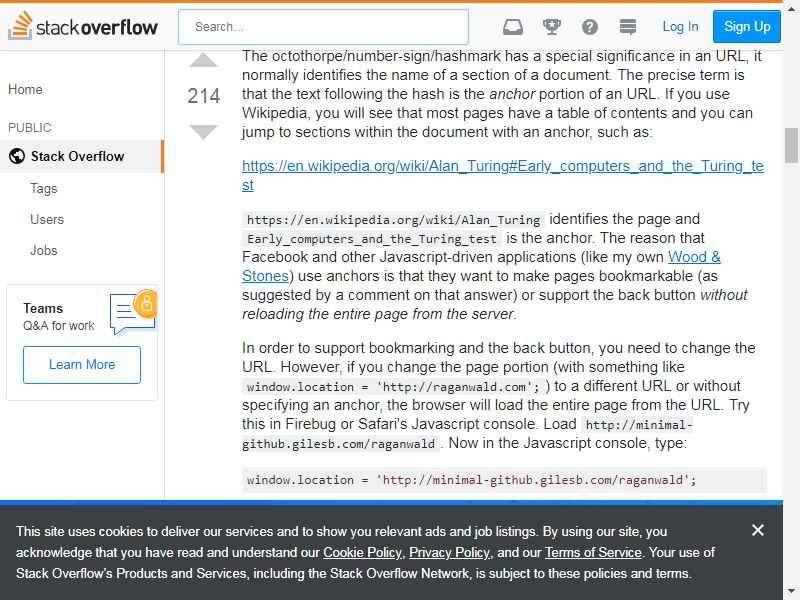 stackoverflow
Search...
Log In
Sign Up
Home
PUBLIC
Stack Overflow
Tags
Users
Jobs
Teams
Q&A for work
Learn More
214
The octothorpe/number-sign/hashmark has a special significance in an URL, it
normally identifies the name of a section of a document. The precise term is
that the text following the hash is the anchor portion of an URL. If you use
Wikipedia, you will see that most pages have a table of contents and you can
jump to sections within the document with an anchor, such as:
https://en.wikipedia.org/wiki/Alan_Turing#Early_computers_and_the_Turing_te
st
https://en.wikipedia.org/wiki/Alan_Turing identifies the page and
Early_computers_and_the_Turing_test is the anchor. The reason that
Facebook and other Javascript-driven applications (like my own Wood &
Stones) use anchors is that they want to make pages bookmarkable (as
suggested by a comment on that answer) or support the back button without
reloading the entire page from the server.
In order to support bookmarking and the back button, you need to change the
URL. However, if you change the page portion (with something like
window.location = 'http://raganwald.com'; ) to a different URL or without
specifying an anchor, the browser will load the entire page from the URL. Try
this in Firebug or Safari's Javascript console. Load http://minimal-
github.gilesb.com/raganwald . Now in the Javascript console, type:
window.location = 'http://minimal-github.gilesb.com/raganwald';
This site uses cookies to deliver our services and to show you relevant ads and job listings. By using our site, you
acknowledge that you have read and understand our Cookie Policy, Privacy Policy, and our Terms of Service. Your use of
Stack Overflow's Products and Services, including the Stack Overflow Network, is subject to these policies and terms.